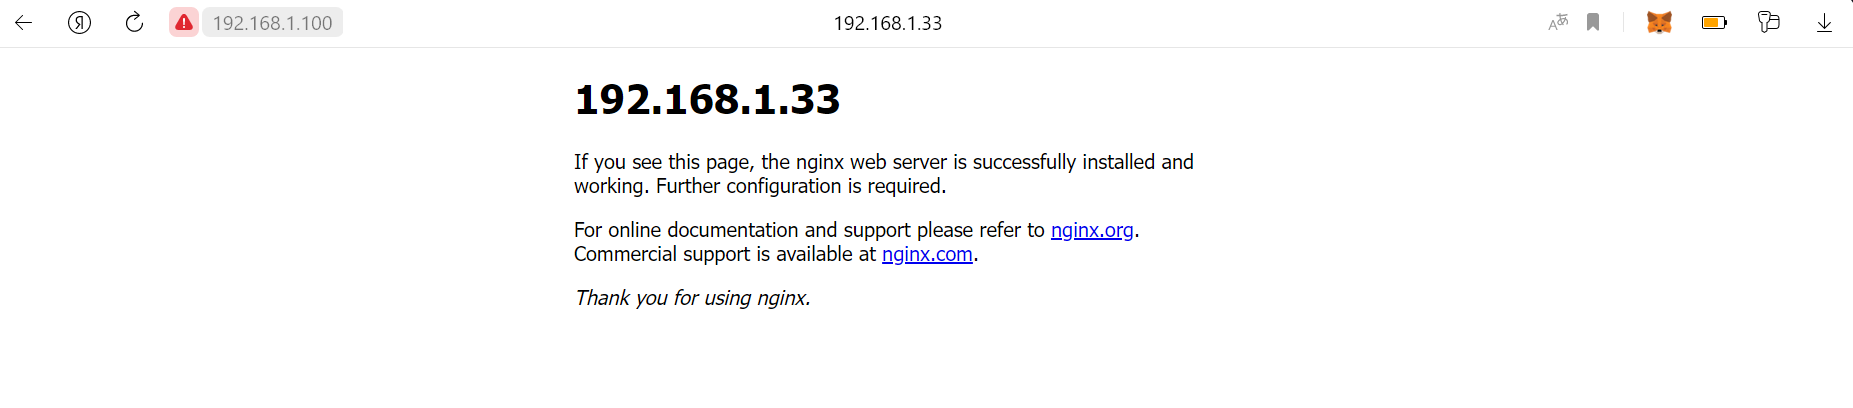 192.168.1.100
192.168.1.33
192.168.1.33
If you see this page, the nginx web server is successfully installed and
working. Further configuration is required.
For online documentation and support please refer to nginx.org.
Commercial support is available at nginx.com.
Thank you for using nginx.